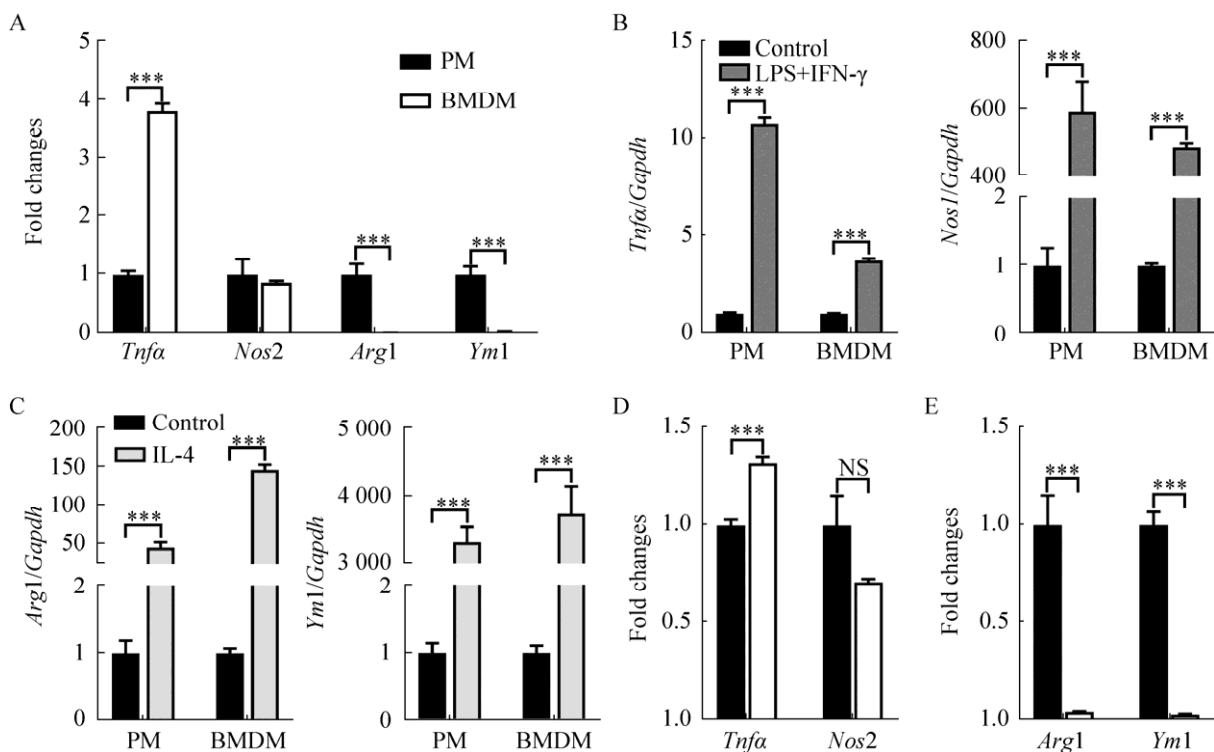 A
Fold changes
5
4
3
2
1
0
***
***
***
PM
BMDM
Tnfα
Nos2
Arg1
Ym1
B
Tnfα/Gapdh
15
10
5
0
Control
LPS+IFN-γ
***
***
PM
BMDM
Nos1/Gapdh
800
600
400
2
1
0
***
***
PM
BMDM
C
Arg1/Gapdh
200
150
100
50
2
1
0
Control
IL-4
***
***
PM
BMDM
Ym1/Gapdh
5 000
4 000
3 000
2
1
0
***
***
PM
BMDM
D
Fold changes
1.5
1.0
0.5
1.0
***
NS
Tnfα
Nos2
E
Fold changes
1.5
1.0
0.5
1.0
***
***
Arg1
Ym1